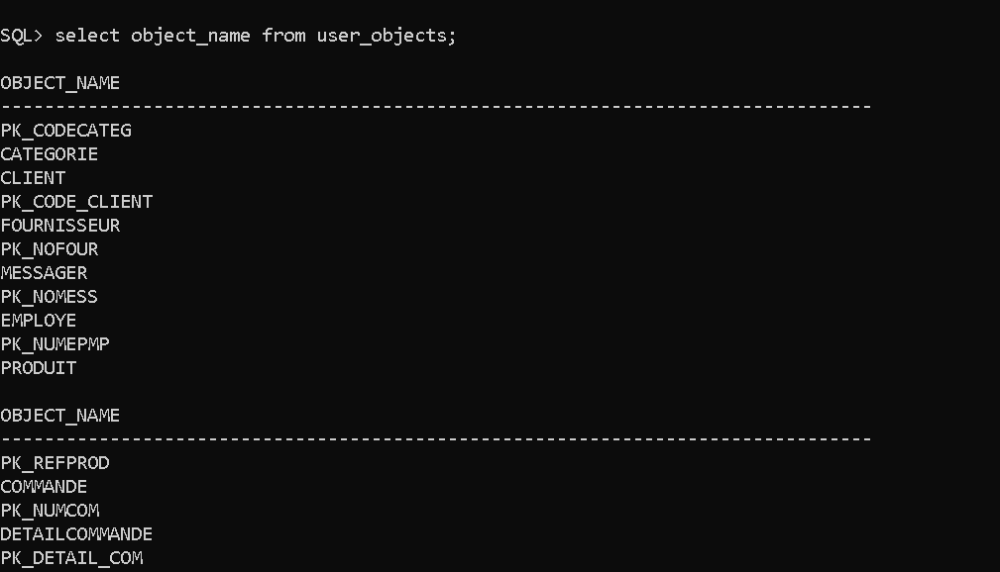 SQL> select object_name from user_objects;
OBJECT_NAME
--------------------------------------------------------------------------------
PK_CODECATEG
CATEGORIE
CLIENT
PK_CODE_CLIENT
FOURNISSEUR
PK_NOFOUR
MESSAGER
PK_NOMESS
EMPLOYE
PK_NUMEPMP
PRODUIT
OBJECT_NAME
--------------------------------------------------------------------------------
PK_REFPROD
COMMANDE
PK_NUMCOM
DETAILCOMMANDE
PK_DETAIL_COM